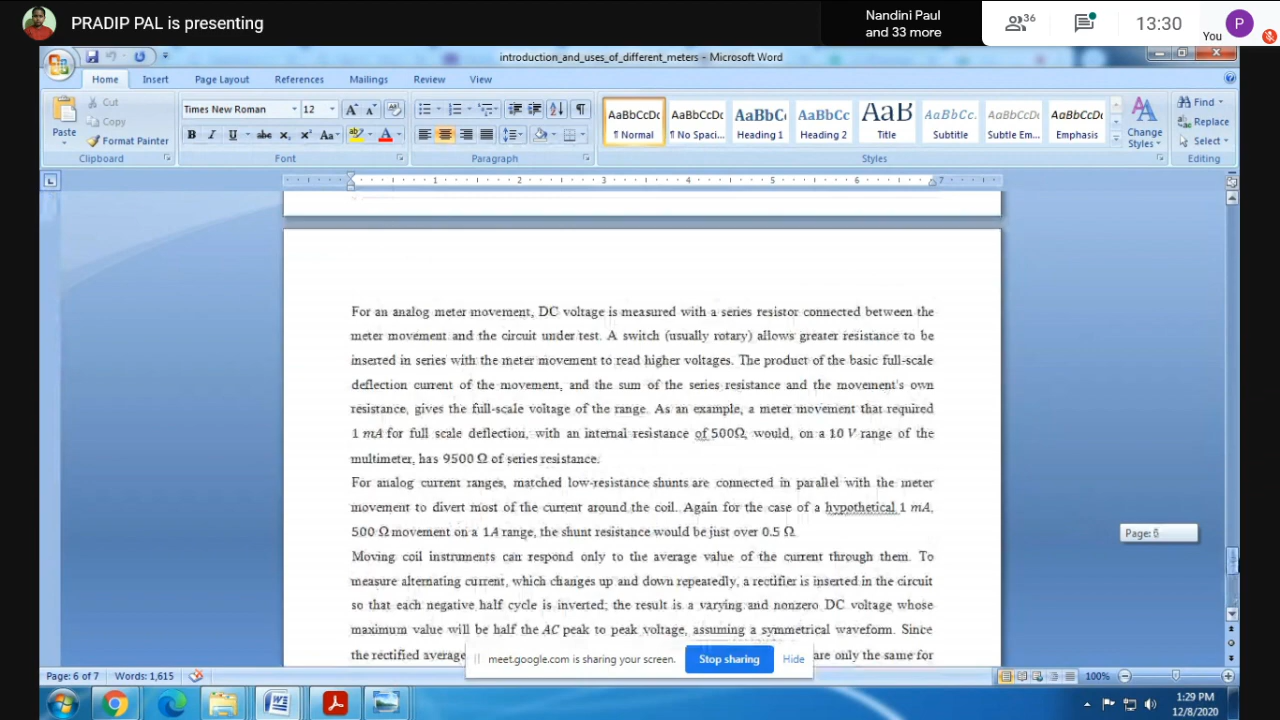 PRADIP PAL is presenting
Nandini Paul
and 33 more
36
13:30
You
P
introduction_and_uses_of_different_meters - Microsoft Word
Home Insert Page Layout References Mailings Review View
Paste
Cut
Copy
Format Painter
Clipboard
Times New Roman 12
Font
Paragraph
AaBbCcDc AaBbCcDc AaBbC AaBbCc AaB AaBbCc. AaBbCcDc AaBbCcDc
¶ Normal ¶ No Spaci... Heading 1 Heading 2 Title Subtitle Subtle Em... Emphasis
Change
Styles
Styles
Find
Replace
Select
Editing
1 2 3 4 5 6 7
For an analog meter movement, DC voltage is measured with a series resistor connected between the
meter movement and the circuit under test. A switch (usually rotary) allows greater resistance to be
inserted in series with the meter movement to read higher voltages. The product of the basic full-scale
deflection current of the movement, and the sum of the series resistance and the movement's own
resistance, gives the full-scale voltage of the range. As an example, a meter movement that required
1 mA for full scale deflection, with an internal resistance of 500Ω, would, on a 10 V range of the
multimeter, has 9500 Ω of series resistance.
For analog current ranges, matched low-resistance shunts are connected in parallel with the meter
movement to divert most of the current around the coil. Again for the case of a hypothetical 1 mA,
500 Ω movement on a 1A range, the shunt resistance would be just over 0.5 Ω.
Moving coil instruments can respond only to the average value of the current through them. To
measure alternating current, which changes up and down repeatedly, a rectifier is inserted in the circuit
so that each negative half cycle is inverted; the result is a varying and nonzero DC voltage whose
maximum value will be half the AC peak to peak voltage, assuming a symmetrical waveform. Since
the rectified average are only the same for
Page: 6
meet.google.com is sharing your screen. Stop sharing Hide
Page: 6 of 7 Words: 1,615 100%
1:29 PM
12/8/2020